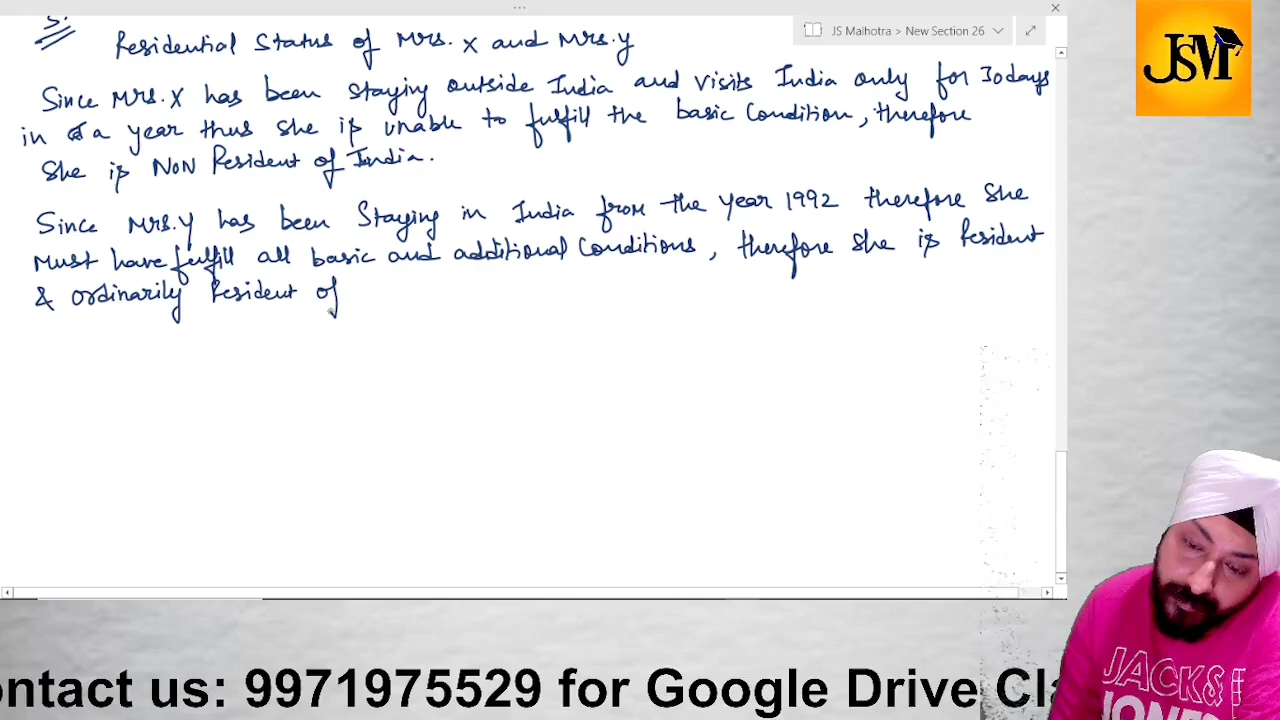 5.
Residential Status of Mrs. X and Mrs. y
JS Malhotra > New Section 26
JSM
Since Mrs. X has been staying outside India and visits India only for 30 days
in a year thus she is unable to fulfill the basic Condition, therefore
She is NON Resident of India.
Since Mrs. y has been Staying in India from the year 1992 therefore She
Must have fulfill all basic and additional Conditions, therefore she is Resident
& ordinarily Resident of
JACK& 
JONE
ontact us: 9971975529 for Google Drive Cla